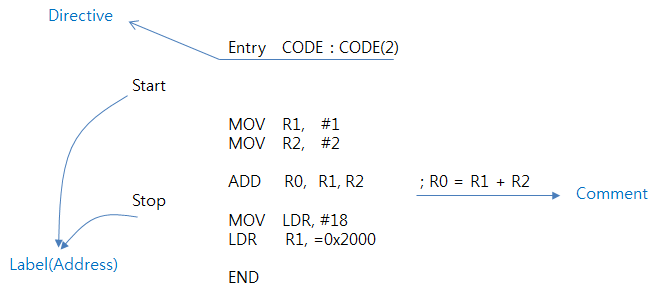 Directive
Entry CODE : CODE(2)
Start
MOV R1, #1
MOV R2, #2
ADD R0, R1, R2 ; R0 = R1 + R2
Comment
Stop
MOV LDR, #18
LDR R1, =0x2000
Label(Address)
END